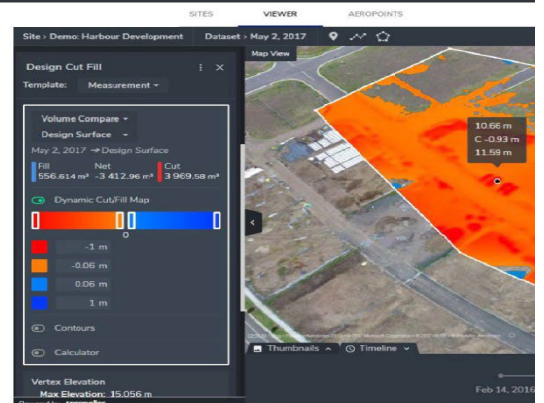 SITES VIEWER AEROPOINTS
Site › Demo: Harbour Development Dataset › May 2, 2017
Map View
Design Cut Fill
Template: Measurement
Volume Compare
Design Surface
May 2, 2017 → Design Surface
Fill Net Cut
556.614 m³ -3 412.96 m³ 3 969.58 m³
Dynamic Cut/Fill Map
0
-1 m
-0.06 m
0.06 m
1 m
Contours
Calculator
Vertex Elevation
Max Elevation: 15.056 m
10.66 m
C -0.93 m
11.59 m
Thumbnails Timeline
Feb 14, 2016